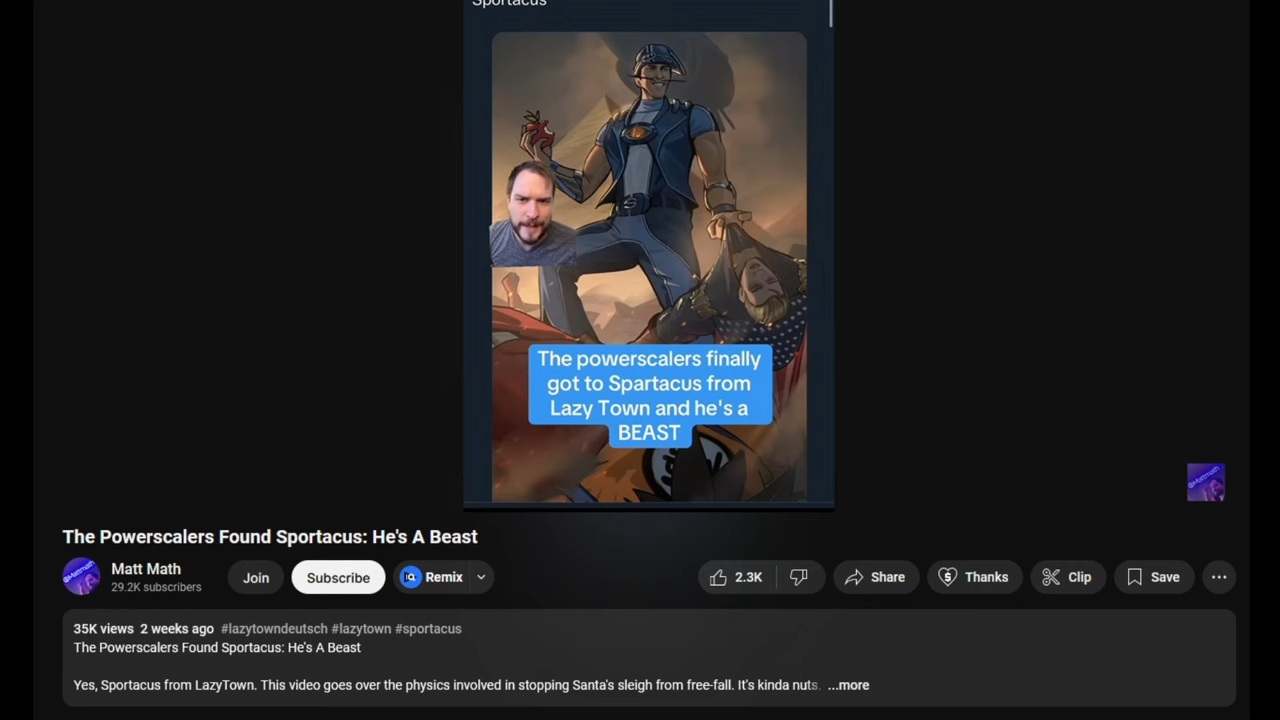 Sportacus
The powerscalers finally
got to Spartacus from
Lazy Town and he's a
BEAST
@Mattmath
The Powerscalers Found Sportacus: He's A Beast
@Mattmath
Matt Math
29.2K subscribers
Join
Subscribe
Remix
2.3K
Share
Thanks
Clip
Save
35K views 2 weeks ago #lazytowndeutsch #lazytown #sportacus
The Powerscalers Found Sportacus: He's A Beast
Yes, Sportacus from LazyTown. This video goes over the physics involved in stopping Santa's sleigh from free-fall. It's kinda nuts. ...more